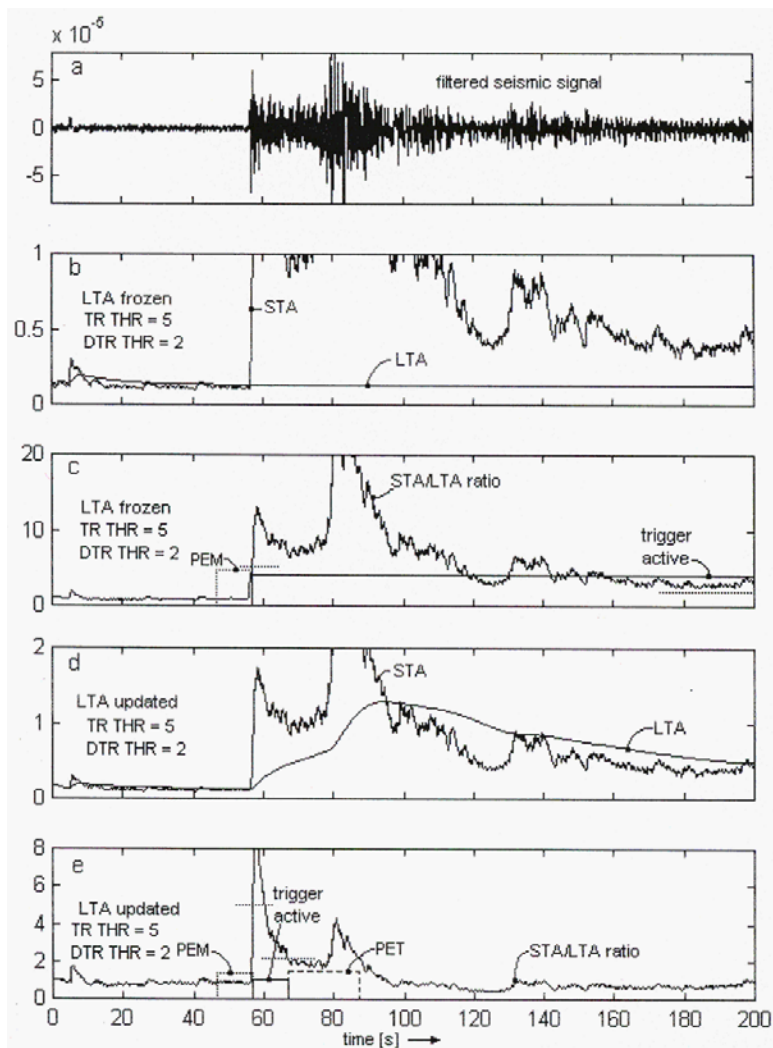 x 10⁻⁵
5
a
filtered seismic signal
0
-5
1
b
LTA frozen
TR THR = 5
DTR THR = 2
STA
0.5
LTA
0
20
c
STA/LTA ratio
LTA frozen
TR THR = 5
DTR THR = 2
10
PEM
trigger
active
0
2
d
STA
LTA updated
TR THR = 5
DTR THR = 2
1
LTA
0
8
e
6
LTA updated
TR THR = 5
DTR THR = 2
trigger
active
4
PEM
PET
STA/LTA ratio
2
0
0 20 40 60 80 100 120 140 160 180 200
time [s]